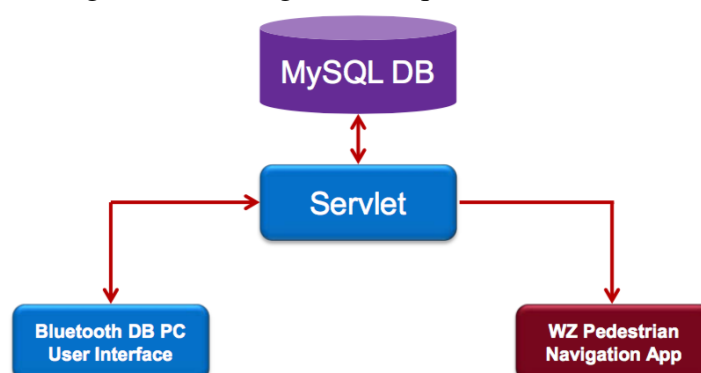 MySQL DB
Servlet
Bluetooth DB PC
User Interface
WZ Pedestrian
Navigation App